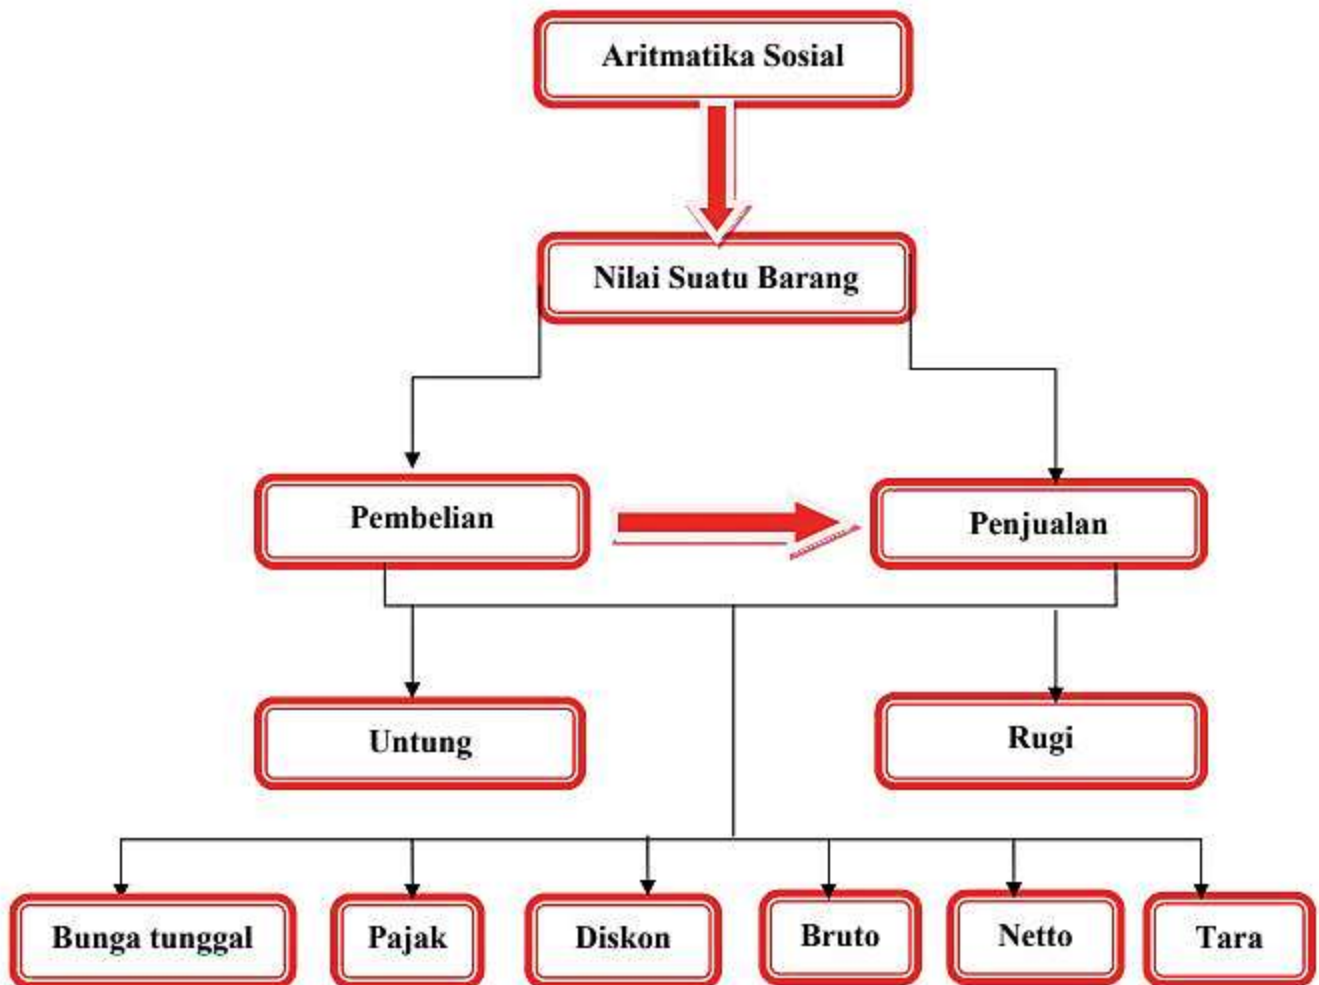 Aritmatika Sosial
Nilai Suatu Barang
Pembelian
Penjualan
Untung
Rugi
Bunga tunggal
Pajak
Diskon
Bruto
Netto
Tara